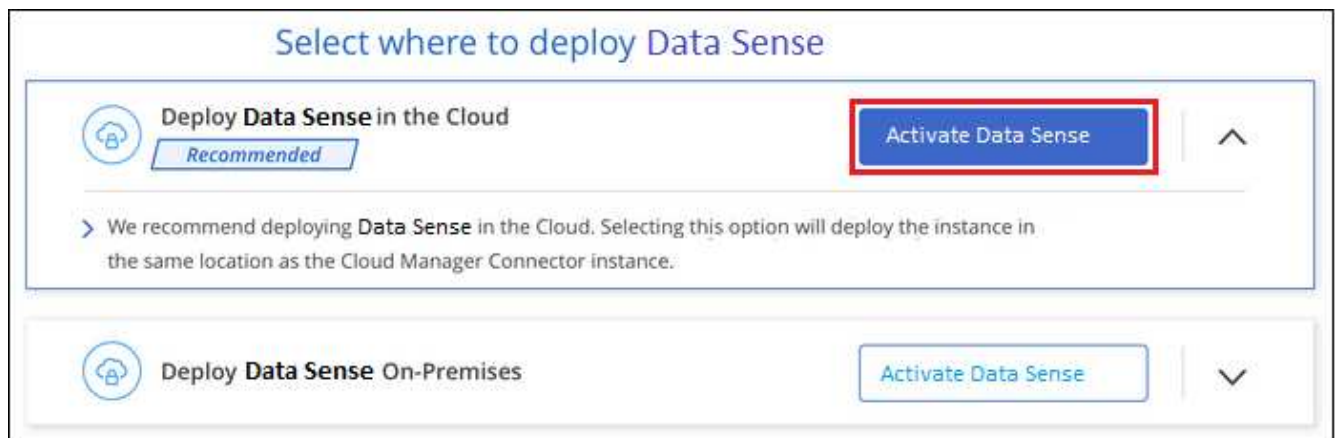 Select where to deploy Data Sense
Deploy Data Sense in the Cloud
Activate Data Sense
Recommended
We recommend deploying Data Sense in the Cloud. Selecting this option will deploy the instance in
the same location as the Cloud Manager Connector instance.
Deploy Data Sense On-Premises
Activate Data Sense